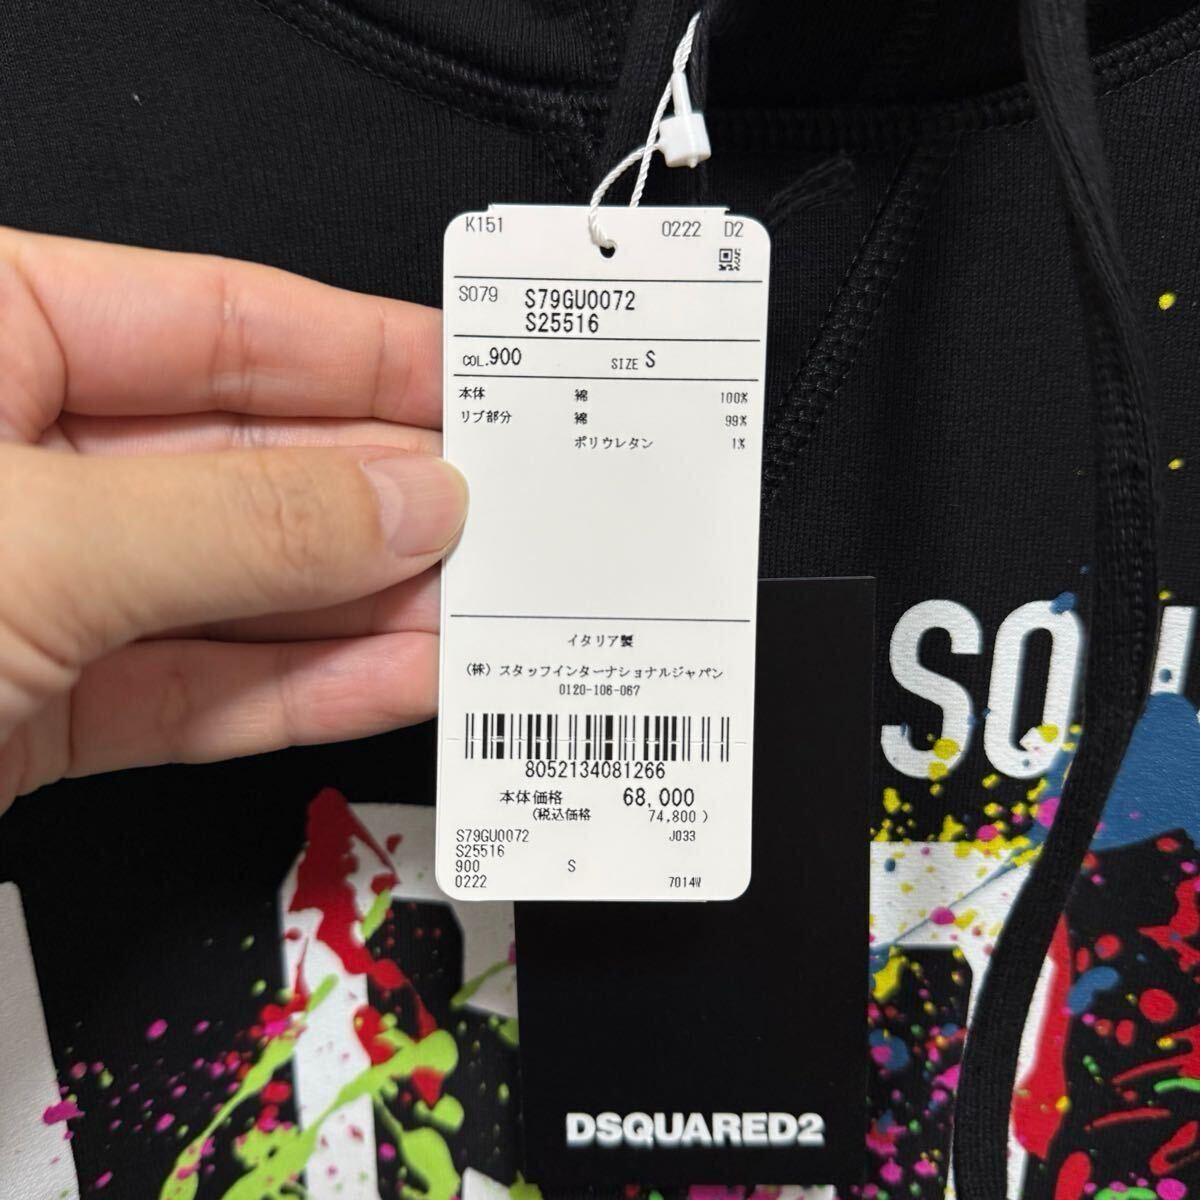 K151 0222 D2
S079 S79GU0072
S25516
COL.900 SIZE S
本体 綿 100%
リブ部分 綿 99%
ポリウレタン 1%
イタリア製
(株) スタッフインターナショナルジャパン
0120-106-067
8052134081266
本体価格 68,000
(税込価格 74,800 )
S79GU0072 J033
S25516
900 S
0222 7014W
SQ
DSQUARED2